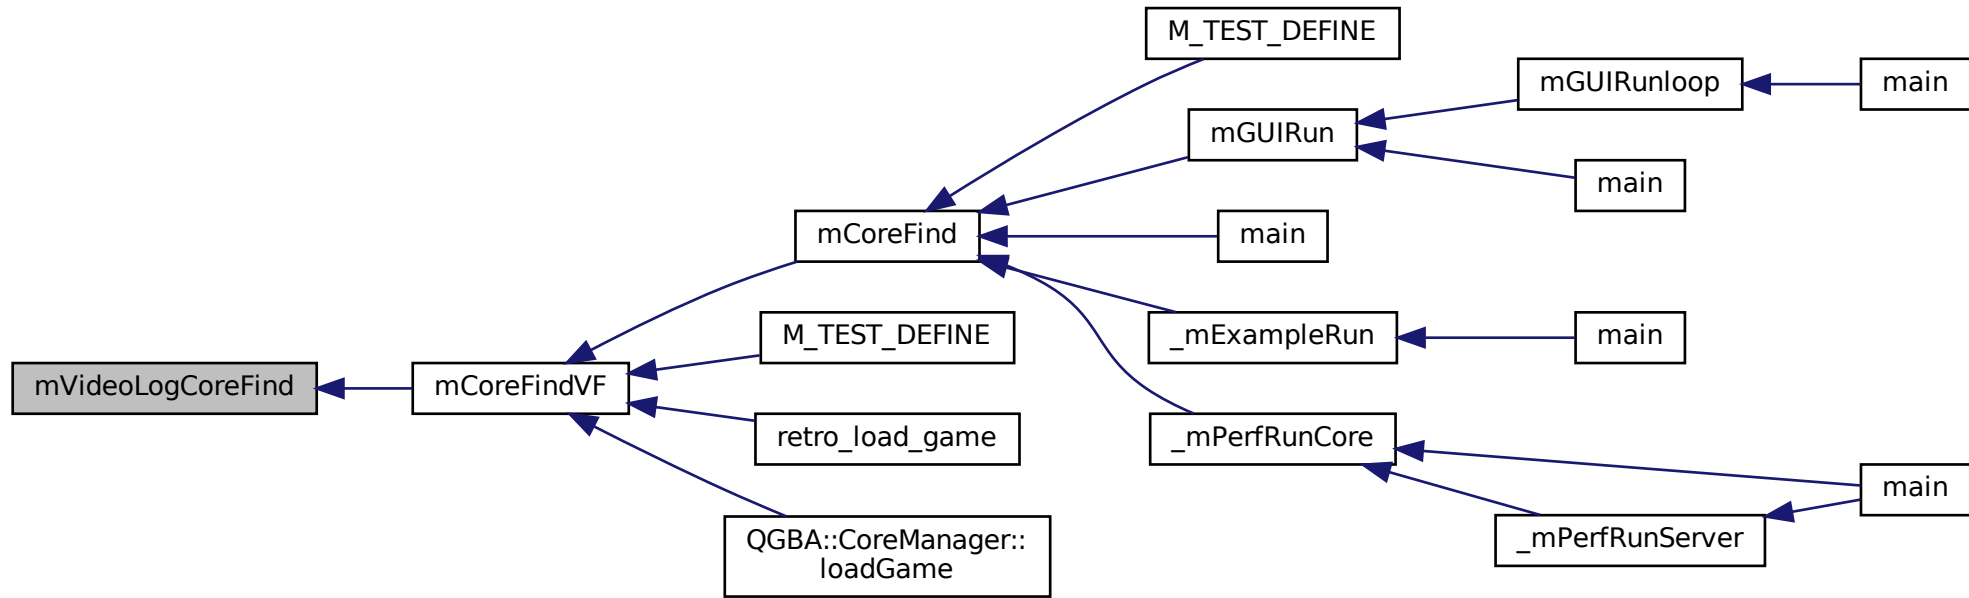 M_TEST_DEFINE
mGUIRunloop
main
mGUIRun
main
mCoreFind
main
M_TEST_DEFINE
_mExampleRun
main
mVideoLogCoreFind
mCoreFindVF
retro_load_game
_mPerfRunCore
main
QGBA::CoreManager::
loadGame
_mPerfRunServer